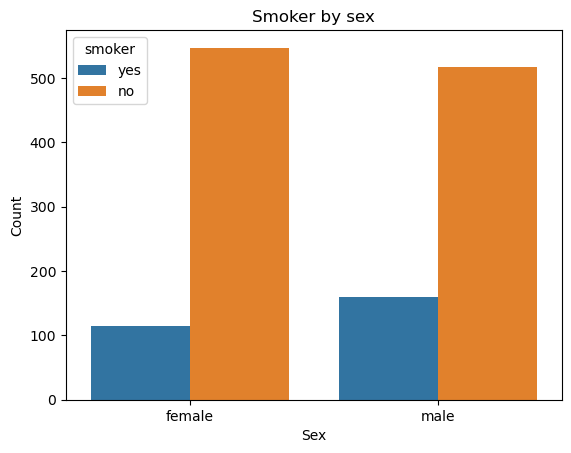 Smoker by sex
smoker
yes
no
Count
500
400
300
200
100
0
female male
Sex